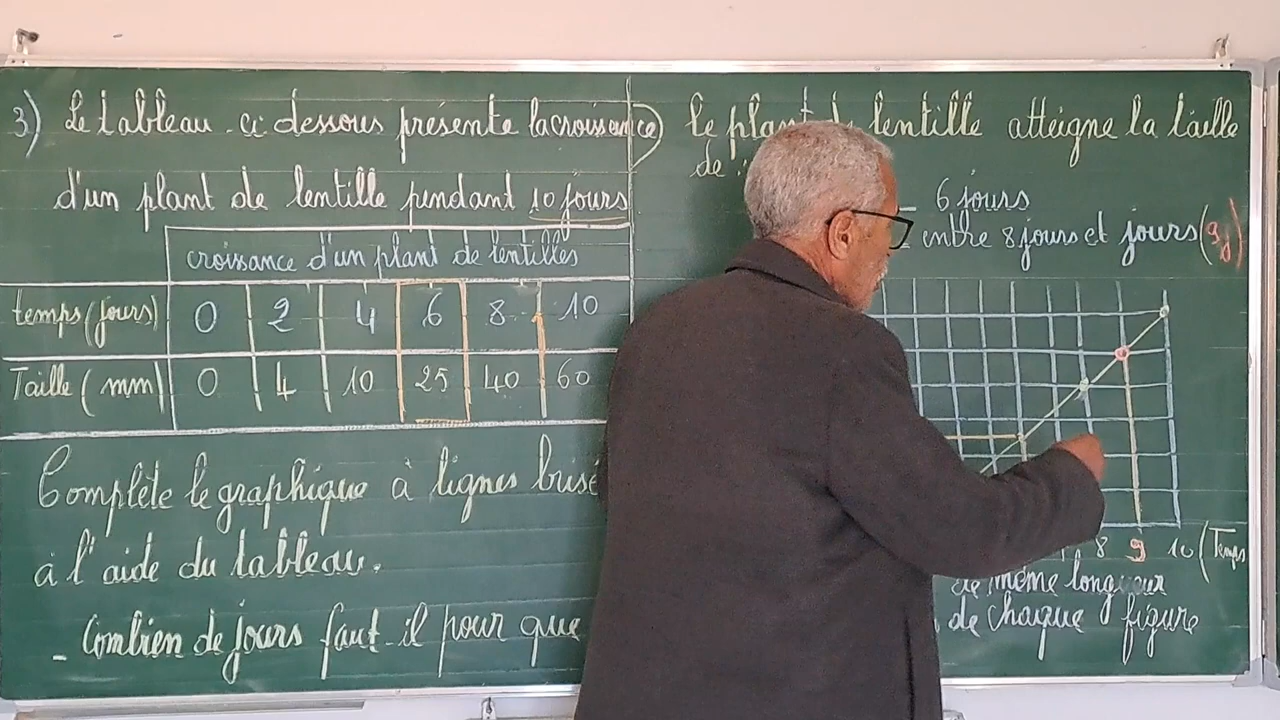 3) Le tableau ci dessous présente la croissance
d'un plant de lentille pendant 10 jours
croissance d'un plant de lentilles
temps (jours) 0 2 4 6 8 10
Taille (mm) 0 4 10 25 40 60
Complète le graphique à lignes brisé
à l'aide du tableau.
- Combien de jours faut-il pour que
le plant de lentille atteigne la taille
de :
6 jours
entre 8 jours et jours (9j)
8 9 10 (Temps
de même longueur
de chaque figure